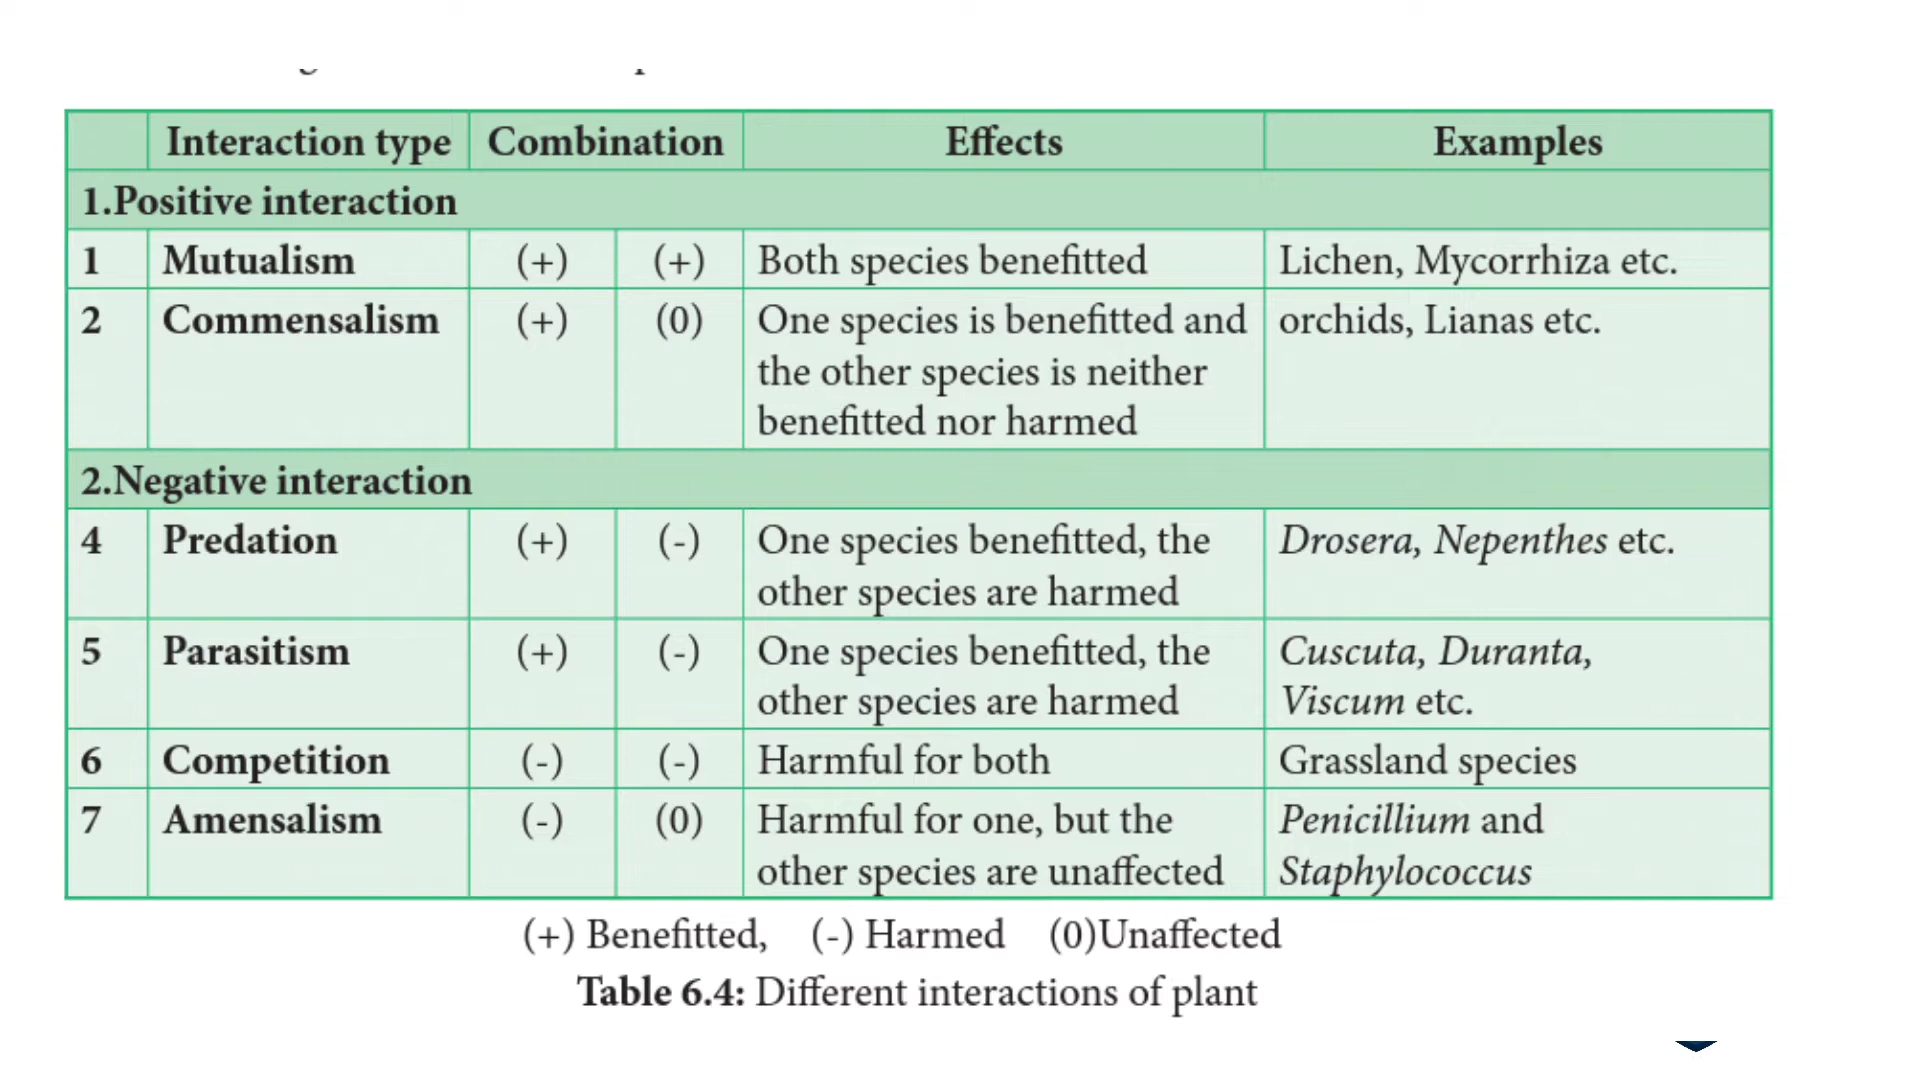 Interaction type Combination Effects Examples
1.Positive interaction
1 Mutualism (+) (+) Both species benefitted Lichen, Mycorrhiza etc.
2 Commensalism (+) (0) One species is benefitted and orchids, Lianas etc.
the other species is neither
benefitted nor harmed
2.Negative interaction
4 Predation (+) (-) One species benefitted, the Drosera, Nepenthes etc.
other species are harmed
5 Parasitism (+) (-) One species benefitted, the Cuscuta, Duranta,
other species are harmed Viscum etc.
6 Competition (-) (-) Harmful for both Grassland species
7 Amensalism (-) (0) Harmful for one, but the Penicillium and
other species are unaffected Staphylococcus
(+) Benefitted, (-) Harmed (0)Unaffected
Table 6.4: Different interactions of plant